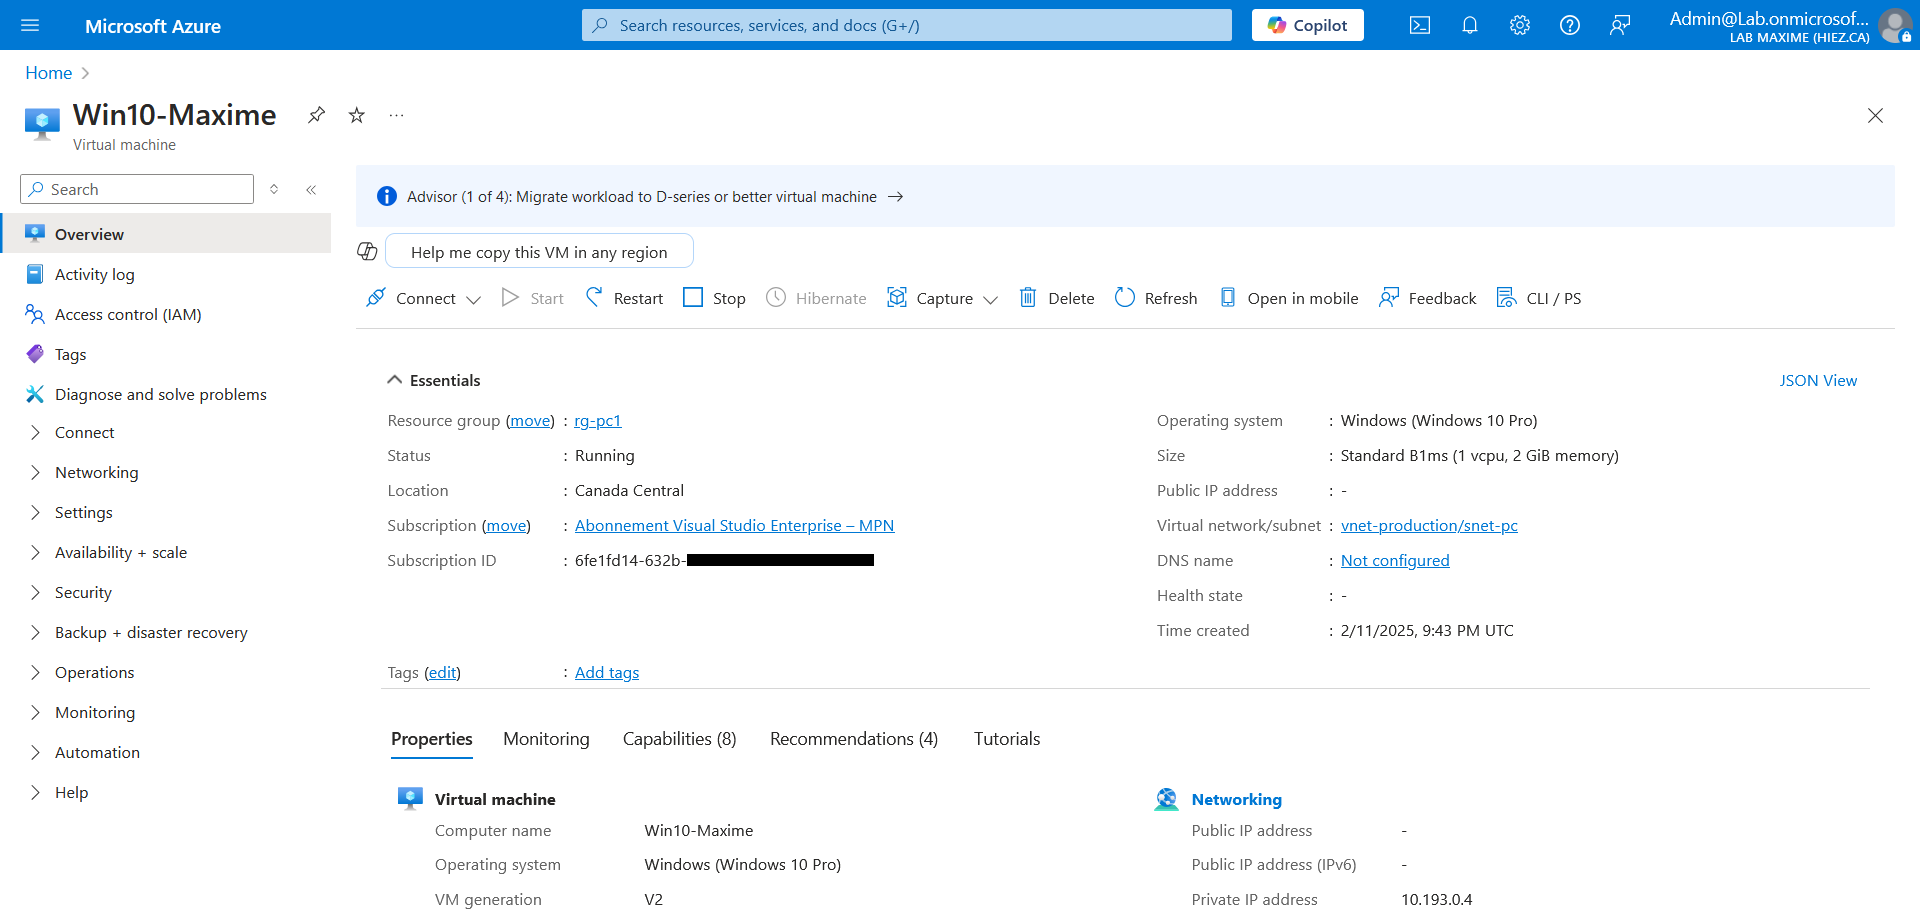 Microsoft Azure
Search resources, services, and docs (G+/)
Copilot
Admin@Lab.onmicrosof...
LAB MAXIME (HIEZ.CA)
Home
Win10-Maxime
...
Virtual machine
Search
Overview
Activity log
Access control (IAM)
Tags
Diagnose and solve problems
Connect
Networking
Settings
Availability + scale
Security
Backup + disaster recovery
Operations
Monitoring
Automation
Help
Advisor (1 of 4): Migrate workload to D-series or better virtual machine →
Help me copy this VM in any region
Connect
Start
Restart
Stop
Hibernate
Capture
Delete
Refresh
Open in mobile
Feedback
CLI / PS
Essentials
JSON View
Resource group (move) : rg-pc1
Status : Running
Location : Canada Central
Subscription (move) : Abonnement Visual Studio Enterprise – MPN
Subscription ID : 6fe1fd14-632b-
Operating system : Windows (Windows 10 Pro)
Size : Standard B1ms (1 vcpu, 2 GiB memory)
Public IP address : -
Virtual network/subnet : vnet-production/snet-pc
DNS name : Not configured
Health state : -
Time created : 2/11/2025, 9:43 PM UTC
Tags (edit) : Add tags
Properties
Monitoring
Capabilities (8)
Recommendations (4)
Tutorials
Virtual machine
Computer name Win10-Maxime
Operating system Windows (Windows 10 Pro)
VM generation V2
Networking
Public IP address -
Public IP address (IPv6) -
Private IP address 10.193.0.4